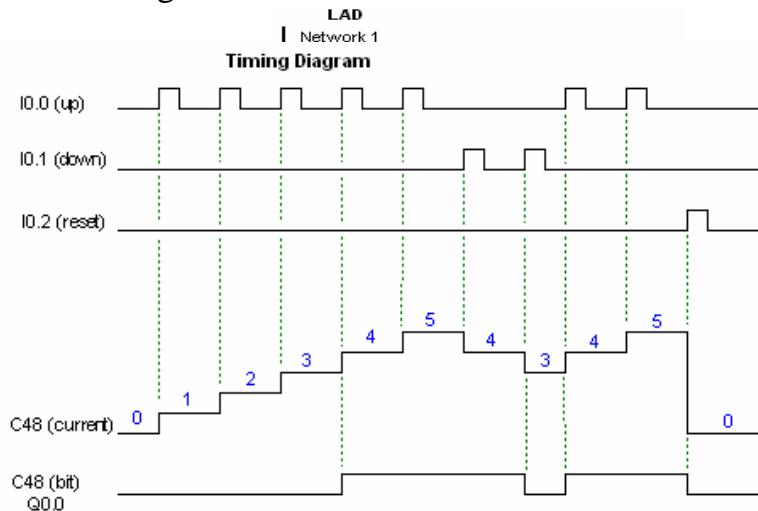 LAD
Network 1
Timing Diagram
I0.0 (up)
I0.1 (down)
I0.2 (reset)
0 1 2 3 4 5 4 3 4 5 0
C48 (current)
C48 (bit)
Q0.0